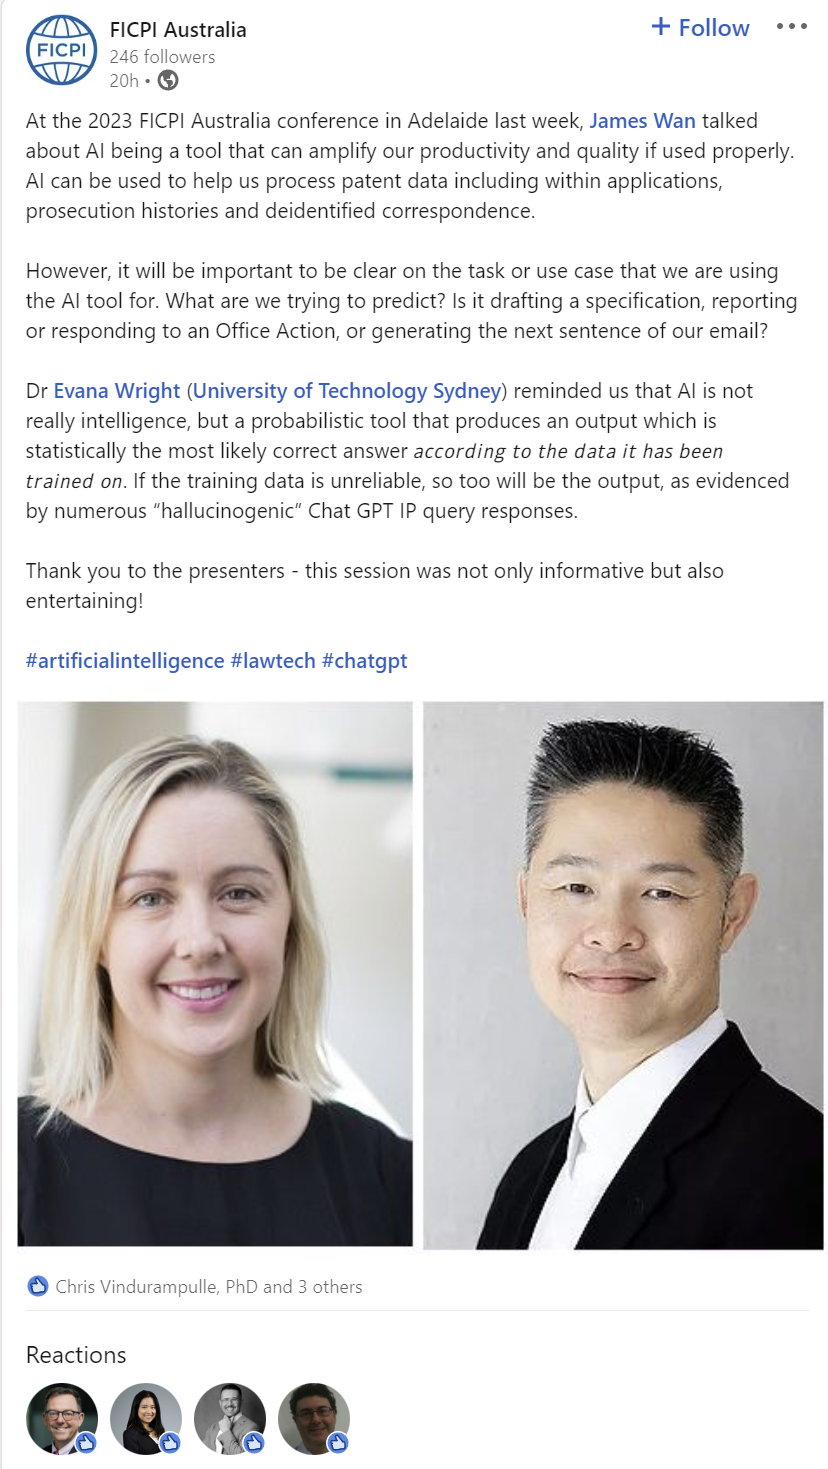 FICPI
FICPI Australia
+ Follow
246 followers
20h •
At the 2023 FICPI Australia conference in Adelaide last week, James Wan talked
about AI being a tool that can amplify our productivity and quality if used properly.
AI can be used to help us process patent data including within applications,
prosecution histories and deidentified correspondence.
However, it will be important to be clear on the task or use case that we are using
the AI tool for. What are we trying to predict? Is it drafting a specification, reporting
or responding to an Office Action, or generating the next sentence of our email?
Dr Evana Wright (University of Technology Sydney) reminded us that AI is not
really intelligence, but a probabilistic tool that produces an output which is
statistically the most likely correct answer according to the data it has been
trained on. If the training data is unreliable, so too will be the output, as evidenced
by numerous “hallucinogenic” Chat GPT IP query responses.
Thank you to the presenters - this session was not only informative but also
entertaining!
#artificialintelligence #lawtech #chatgpt
Chris Vindurampulle, PhD and 3 others
Reactions